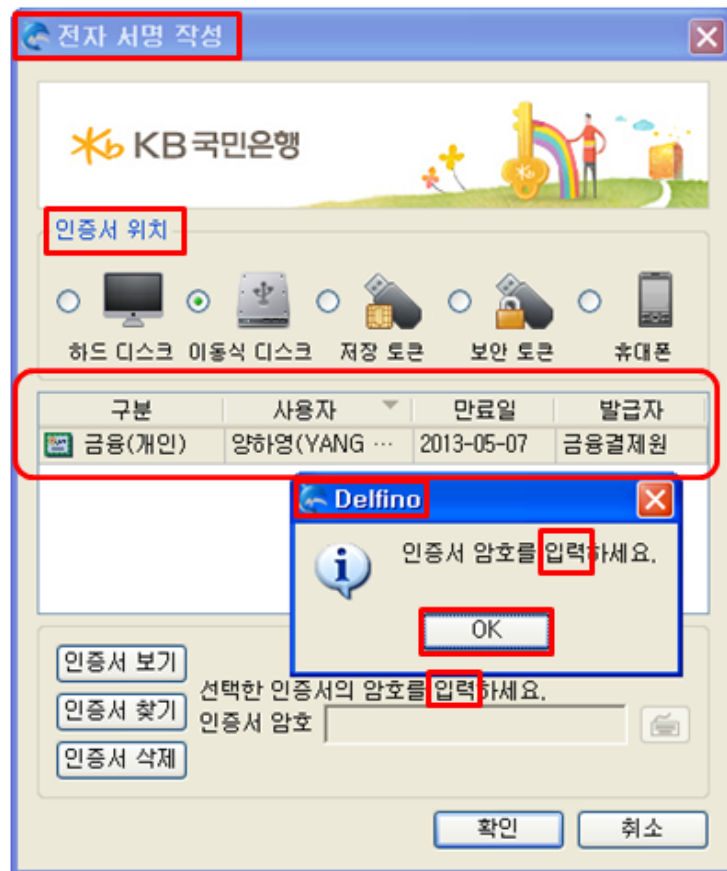 전자 서명 작성
KB 국민은행
인증서 위치
하드 디스크 이동식 디스크 저장 토큰 보안 토큰 휴대폰
구분 사용자 만료일 발급자
금융(개인) 양하영(YANG ... 2013-05-07 금융결제원
Delfino
인증서 암호를 입력하세요.
OK
인증서 보기
선택한 인증서의 암호를 입력하세요.
인증서 찾기
인증서 암호
인증서 삭제
확인 취소